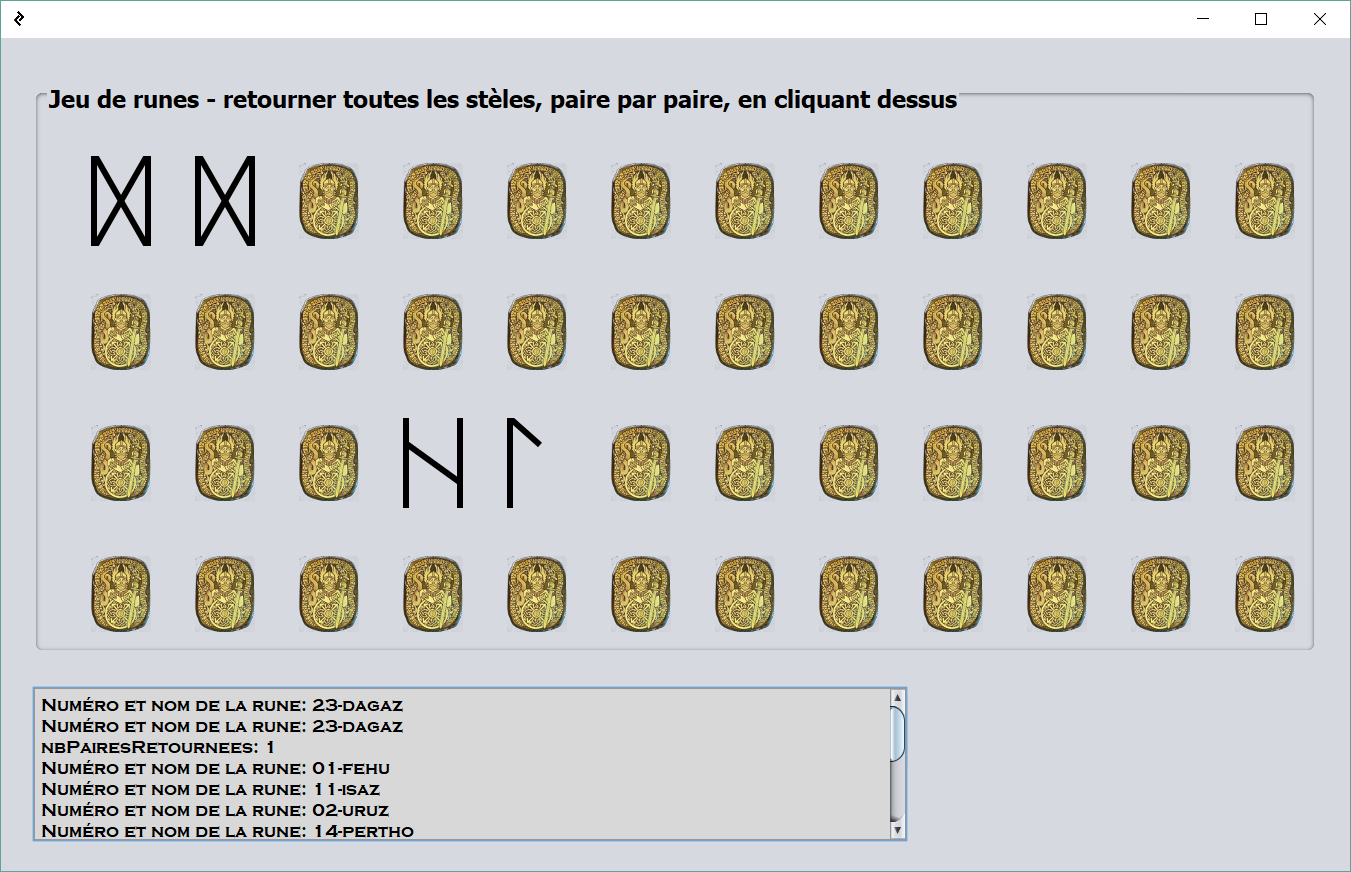 Jeu de runes - retourner toutes les stèles, paire par paire, en cliquant dessus
ᛞ ᛞ
ᚺ ᛚ
Numéro et nom de la rune: 23-dagaz
Numéro et nom de la rune: 23-dagaz
nbPairesRetournees: 1
Numéro et nom de la rune: 01-fehu
Numéro et nom de la rune: 11-isaz
Numéro et nom de la rune: 02-uruz
Numéro et nom de la rune: 14-pertho